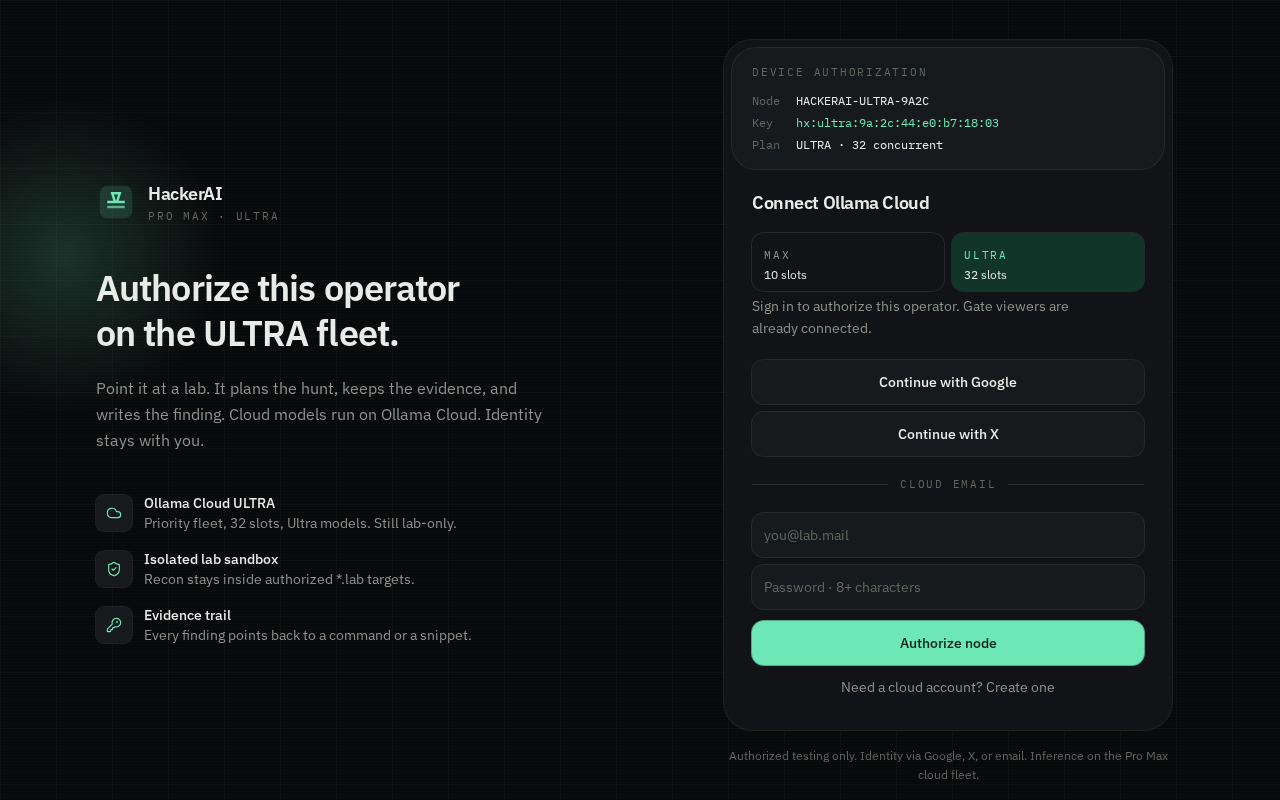 HackerAI
PRO MAX · ULTRA
Authorize this operator
on the ULTRA fleet.
Point it at a lab. It plans the hunt, keeps the evidence, and
writes the finding. Cloud models run on Ollama Cloud. Identity
stays with you.
Ollama Cloud ULTRA
Priority fleet, 32 slots, Ultra models. Still lab-only.
Isolated lab sandbox
Recon stays inside authorized *.lab targets.
Evidence trail
Every finding points back to a command or a snippet.
DEVICE AUTHORIZATION
Node HACKERAI-ULTRA-9A2C
Key hx:ultra:9a:2c:44:e0:b7:18:03
Plan ULTRA · 32 concurrent
Connect Ollama Cloud
MAX
10 slots
ULTRA
32 slots
Sign in to authorize this operator. Gate viewers are
already connected.
Continue with Google
Continue with X
CLOUD EMAIL
you@lab.mail
Password · 8+ characters
Authorize node
Need a cloud account? Create one
Authorized testing only. Identity via Google, X, or email. Inference on the Pro Max
cloud fleet.